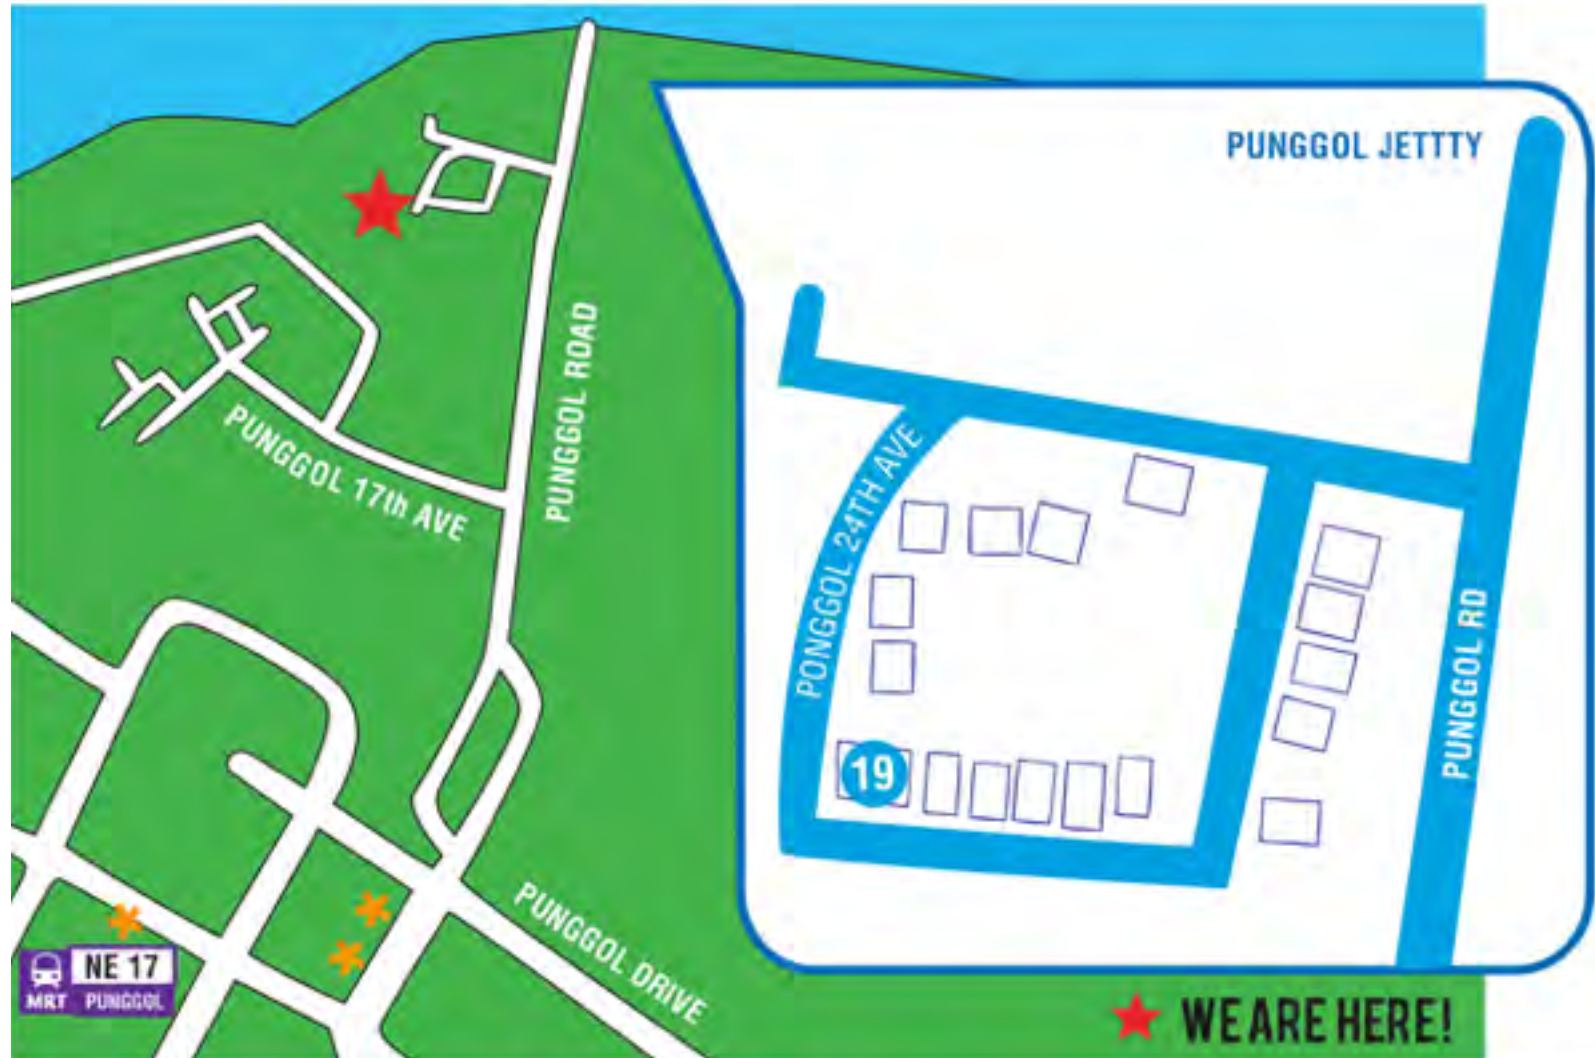 PUNGGOL JETTTY
PUNGGOL ROAD
PUNGGOL 17th AVE
PONGGOL 24TH AVE
PUNGGOL RD
19
PUNGGOL DRIVE
NE 17
MRT PUNGGOL
WE ARE HERE!